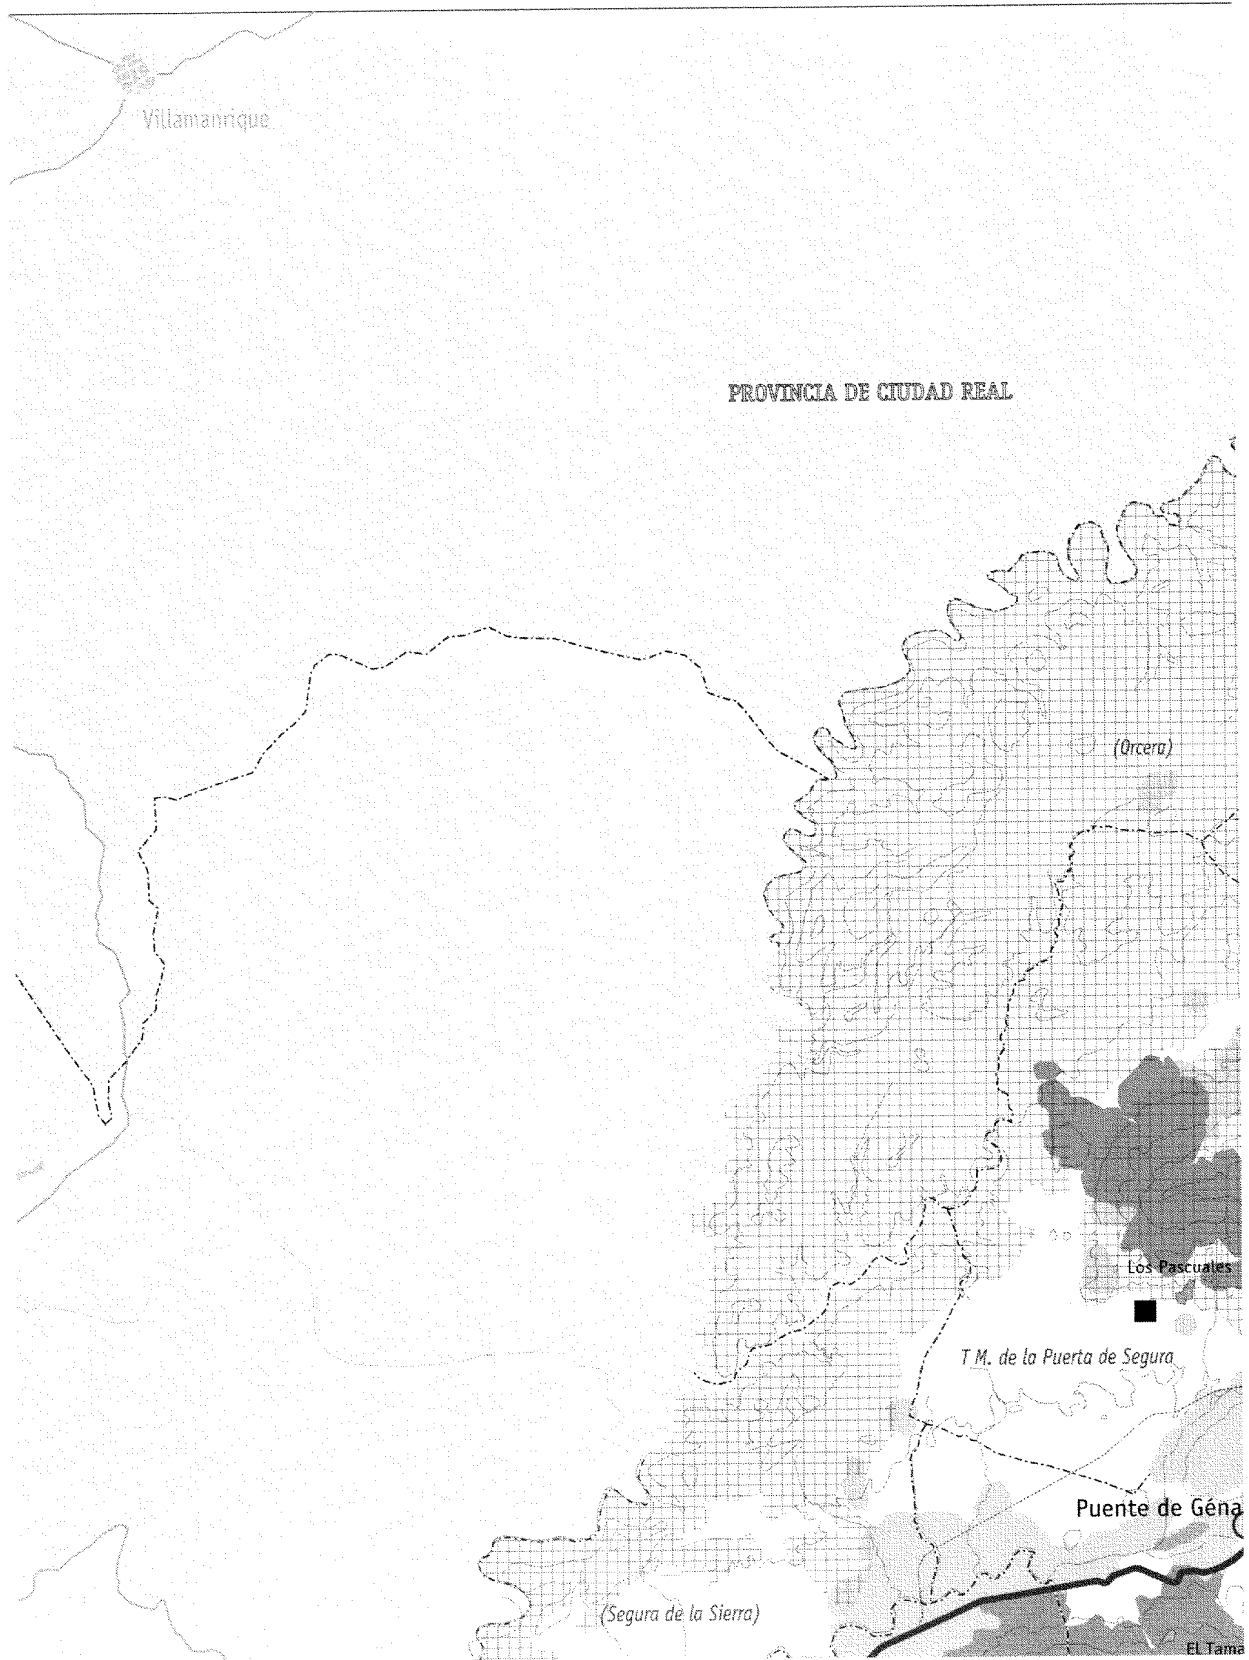 Villamanrique
PROVINCIA DE CIUDAD REAL
(Orcera)
Los Pascuales
T M. de la Puerta de Segura
Puente de Géna
(Segura de la Sierra)
EL Tama